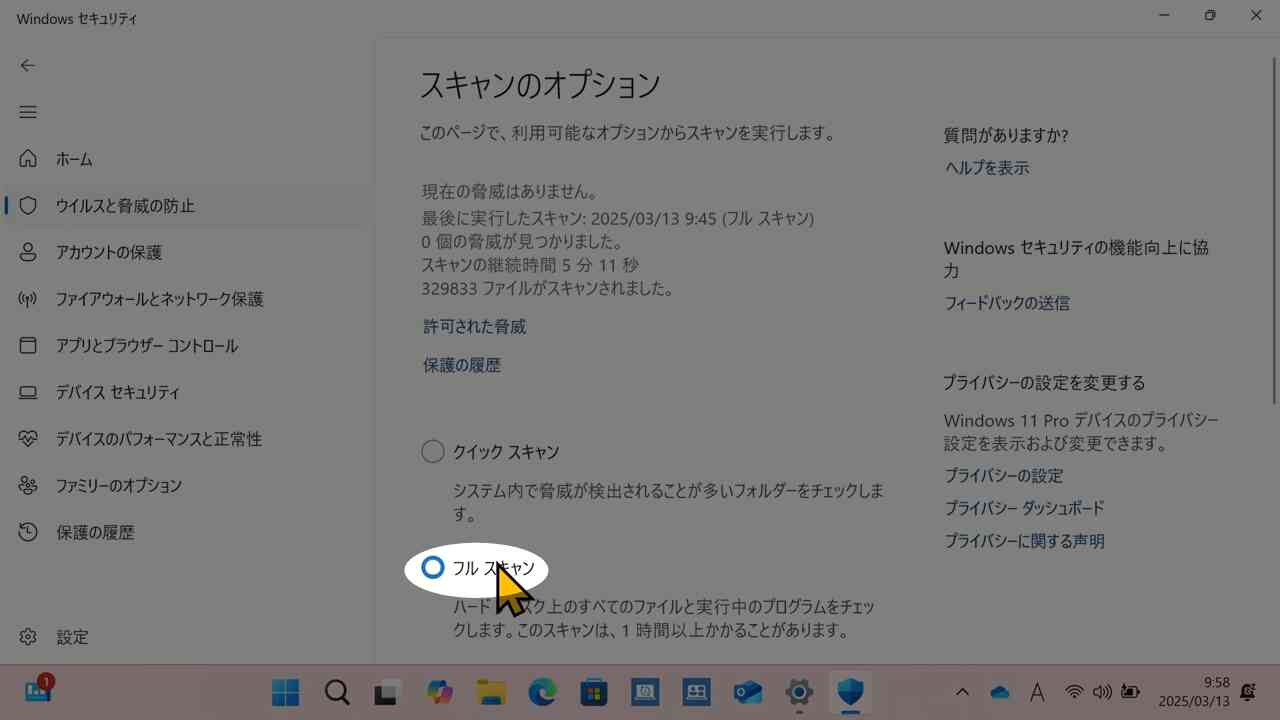 Windows セキュリティ
ホーム
ウイルスと脅威の防止
アカウントの保護
ファイアウォールとネットワーク保護
アプリとブラウザー コントロール
デバイス セキュリティ
デバイスのパフォーマンスと正常性
ファミリーのオプション
保護の履歴
設定
スキャンのオプション
このページで、利用可能なオプションからスキャンを実行します。
現在の脅威はありません。
最後に実行したスキャン: 2025/03/13 9:45 (フル スキャン)
0 個の脅威が見つかりました。
スキャンの継続時間 5 分 11 秒
329833 ファイルがスキャンされました。
許可された脅威
保護の履歴
クイック スキャン
システム内で脅威が検出されることが多いフォルダーをチェックしま
す。
フル スキャン
ハード ディスク上のすべてのファイルと実行中のプログラムをチェッ
クします。このスキャンは、1 時間以上かかることがあります。
質問がありますか?
ヘルプを表示
Windows セキュリティの機能向上に協
力
フィードバックの送信
プライバシーの設定を変更する
Windows 11 Pro デバイスのプライバシー
設定を表示および変更できます。
プライバシーの設定
プライバシー ダッシュボード
プライバシーに関する声明
1
A
9:58
2025/03/13